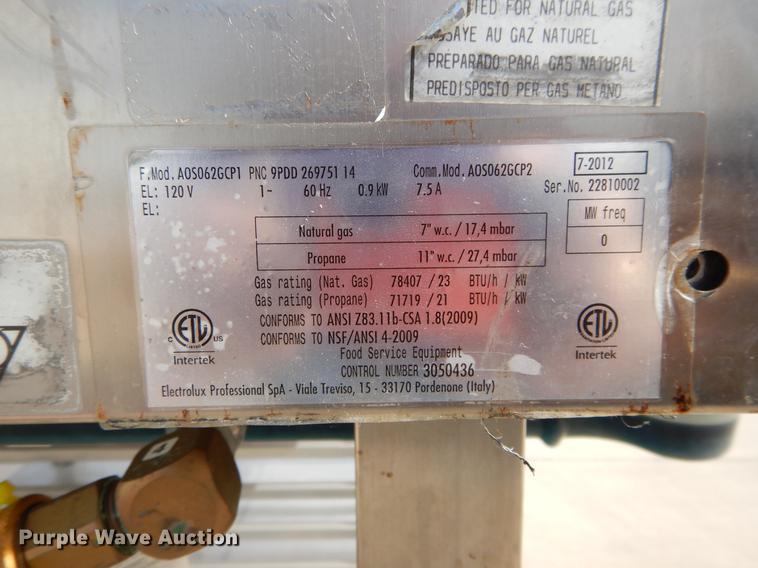 FOR NATURAL GAS
AU GAZ NATUREL
PREPARADO PARA GAS NATURAL
PREDISPOSTO PER GAS METANO
F.Mod. AOS062GCP1 PNC 9PDD 269751 14 Comm.Mod. AOS062GCP2 7-2012
EL: 120 V 1~ 60 Hz 0.9 kW 7.5 A Ser.No. 22810002
EL:
MW freq
0
Natural gas 7" w.c. / 17,4 mbar
Propane 11" w.c. / 27,4 mbar
Gas rating (Nat. Gas) 78407 / 23 BTU/h / kW
Gas rating (Propane) 71719 / 21 BTU/h / kW
CONFORMS TO ANSI Z83.11b-CSA 1.8(2009)
CONFORMS TO NSF/ANSI 4-2009
Food Service Equipment
CONTROL NUMBER 3050436
C ETL US
Intertek
ETL
Intertek
Electrolux Professional SpA - Viale Treviso, 15 - 33170 Pordenone (Italy)
Purple Wave Auction